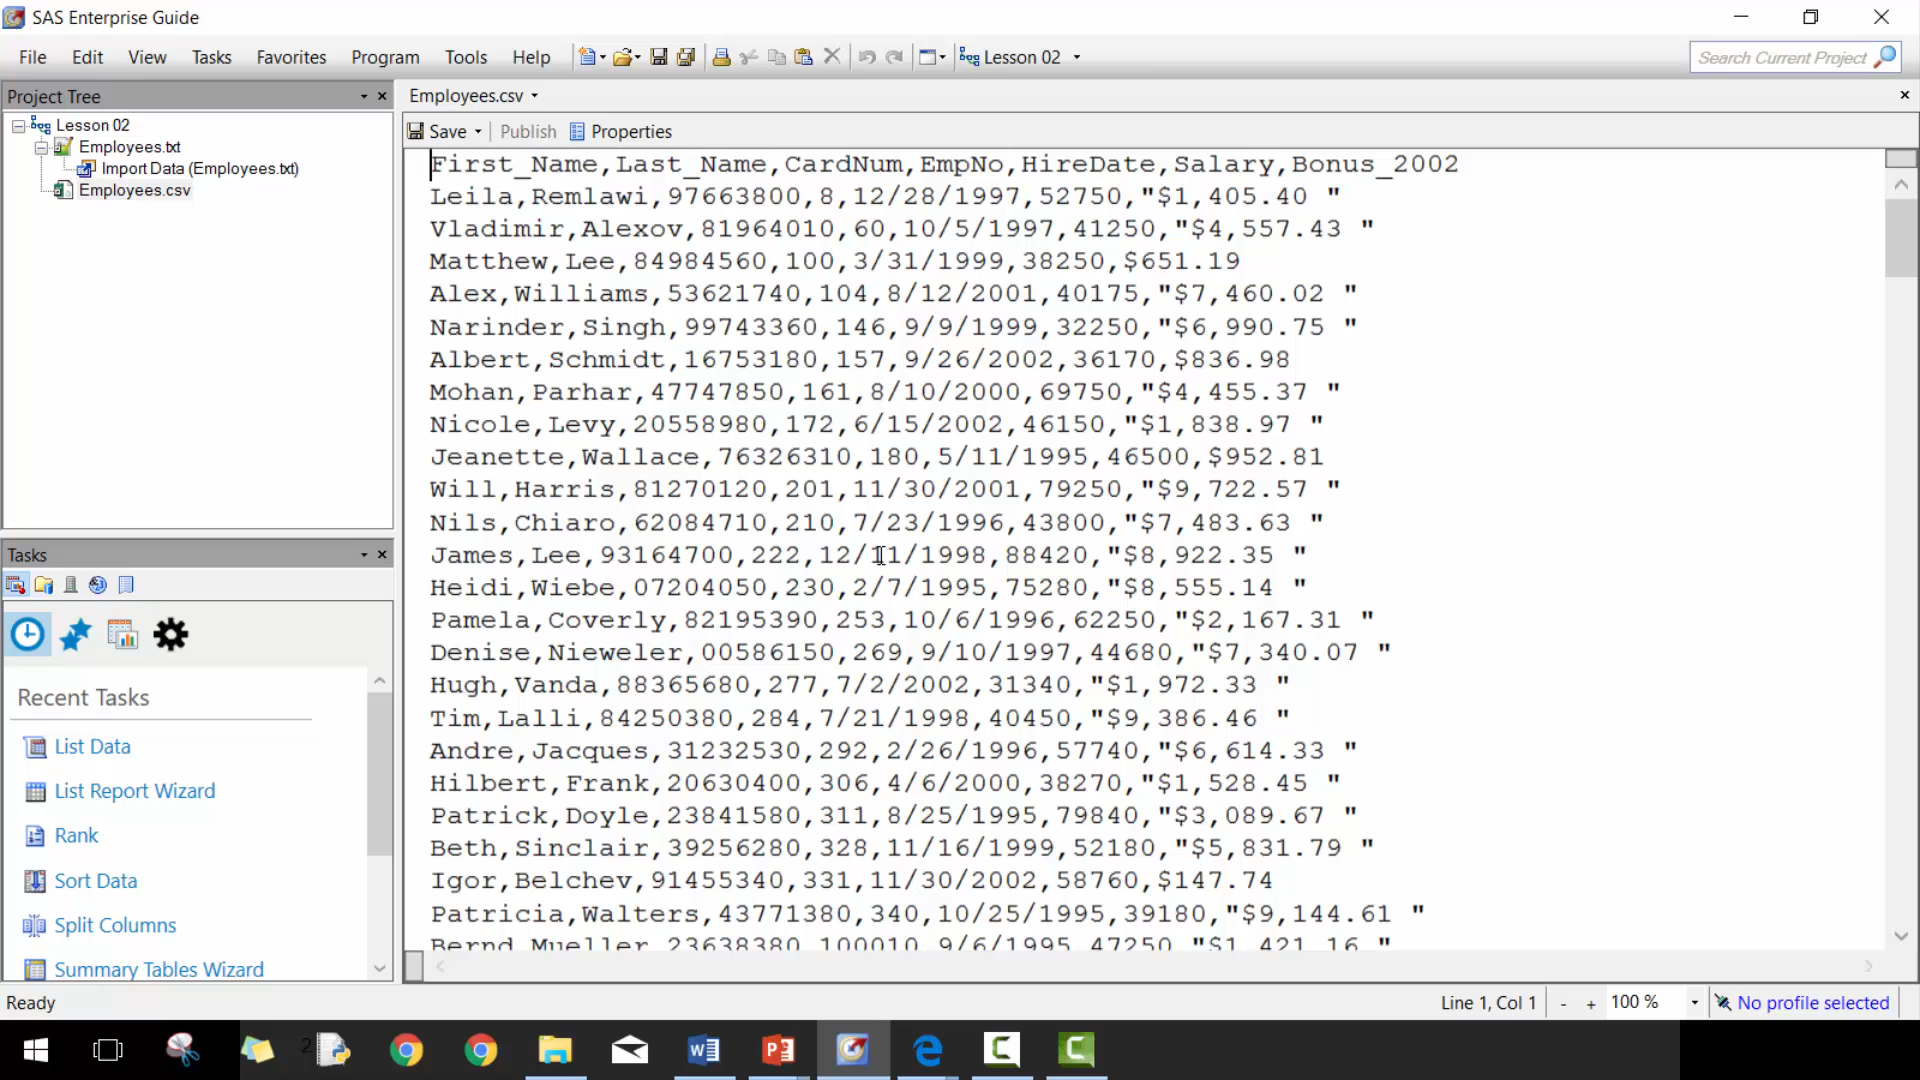 SAS Enterprise Guide
File Edit View Tasks Favorites Program Tools Help Lesson 02 Search Current Project
Project Tree
Lesson 02
Employees.txt
Import Data (Employees.txt)
Employees.csv
Employees.csv
Save Publish Properties
First_Name,Last_Name,CardNum,EmpNo,HireDate,Salary,Bonus_2002
Leila,Remlawi,97663800,8,12/28/1997,52750,"$1,405.40 "
Vladimir,Alexov,81964010,60,10/5/1997,41250,"$4,557.43 "
Matthew,Lee,84984560,100,3/31/1999,38250,$651.19
Alex,Williams,53621740,104,8/12/2001,40175,"$7,460.02 "
Narinder,Singh,99743360,146,9/9/1999,32250,"$6,990.75 "
Albert,Schmidt,16753180,157,9/26/2002,36170,$836.98
Mohan,Parhar,47747850,161,8/10/2000,69750,"$4,455.37 "
Nicole,Levy,20558980,172,6/15/2002,46150,"$1,838.97 "
Jeanette,Wallace,76326310,180,5/11/1995,46500,$952.81
Will,Harris,81270120,201,11/30/2001,79250,"$9,722.57 "
Nils,Chiaro,62084710,210,7/23/1996,43800,"$7,483.63 "
James,Lee,93164700,222,12/11/1998,88420,"$8,922.35 "
Heidi,Wiebe,07204050,230,2/7/1995,75280,"$8,555.14 "
Pamela,Coverly,82195390,253,10/6/1996,62250,"$2,167.31 "
Denise,Nieweler,00586150,269,9/10/1997,44680,"$7,340.07 "
Hugh,Vanda,88365680,277,7/2/2002,31340,"$1,972.33 "
Tim,Lalli,84250380,284,7/21/1998,40450,"$9,386.46 "
Andre,Jacques,31232530,292,2/26/1996,57740,"$6,614.33 "
Hilbert,Frank,20630400,306,4/6/2000,38270,"$1,528.45 "
Patrick,Doyle,23841580,311,8/25/1995,79840,"$3,089.67 "
Beth,Sinclair,39256280,328,11/16/1999,52180,"$5,831.79 "
Igor,Belchev,91455340,331,11/30/2002,58760,$147.74
Patricia,Walters,43771380,340,10/25/1995,39180,"$9,144.61 "
Bernd,Mueller,23638380,100010,9/6/1995,47250,"$1,421.16 "
Tasks
Recent Tasks
List Data
List Report Wizard
Rank
Sort Data
Split Columns
Summary Tables Wizard
Ready Line 1, Col 1 - + 100 % No profile selected